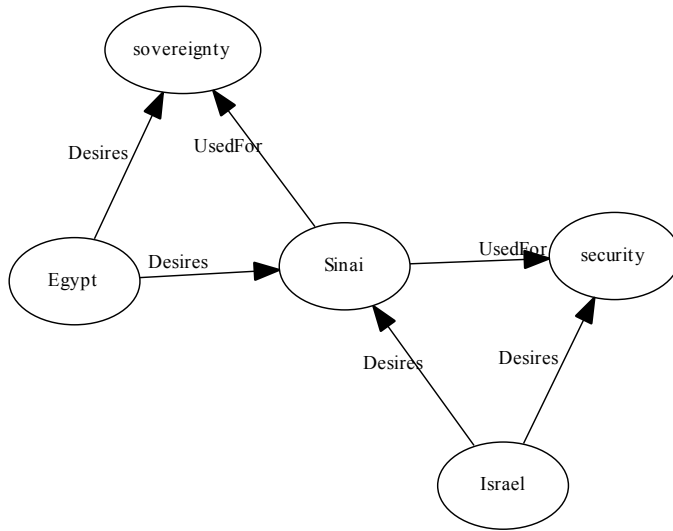 sovereignty
Desires
UsedFor
Egypt
Desires
Sinai
UsedFor
security
Desires
Desires
Israel